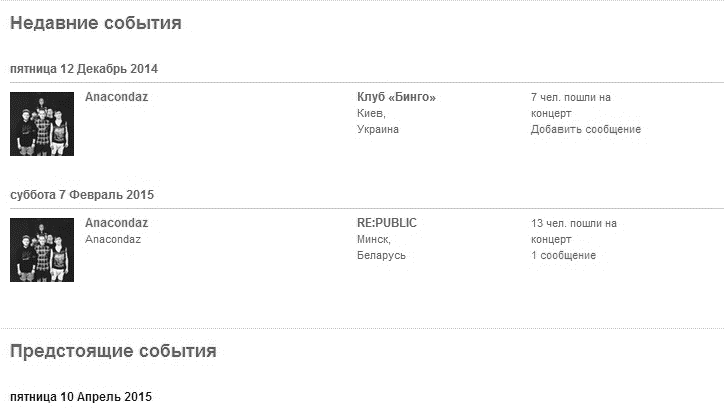 Недавние события
пятница 12 Декабрь 2014
Anacondaz
Клуб «Бинго»
Киев,
Украина
7 чел. пошли на
концерт
Добавить сообщение
суббота 7 Февраль 2015
Anacondaz
Anacondaz
RE:PUBLIC
Минск,
Беларусь
13 чел. пошли на
концерт
1 сообщение
Предстоящие события
пятница 10 Апрель 2015